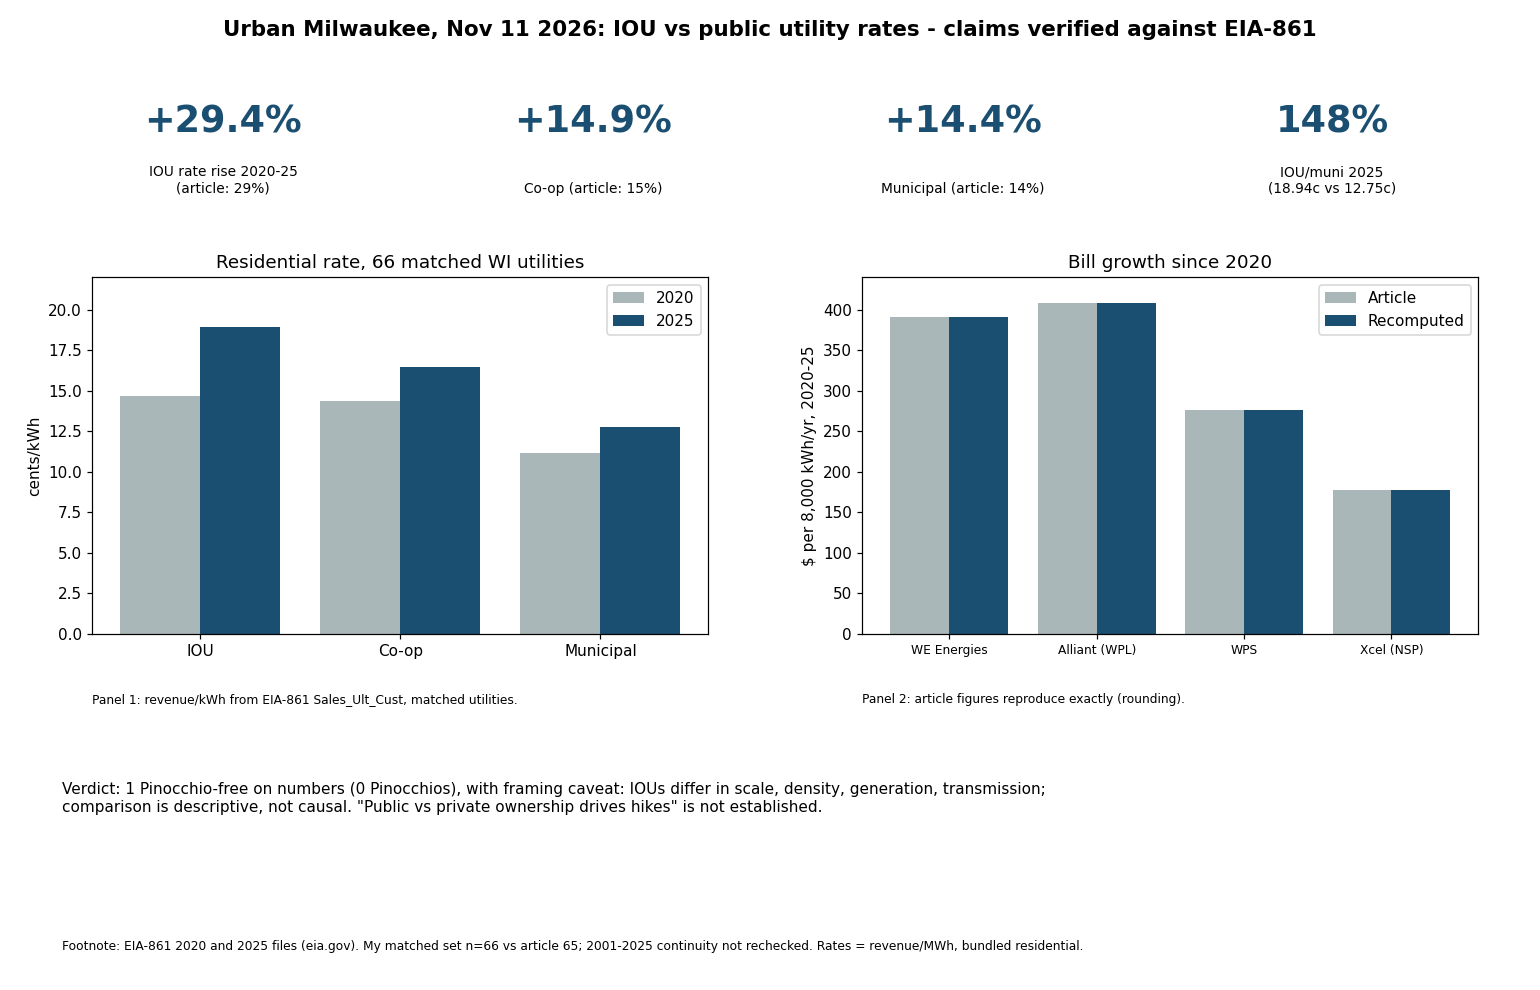 Urban Milwaukee, Nov 11 2026: IOU vs public utility rates - claims verified against EIA-861
+29.4%
IOU rate rise 2020-25
(article: 29%)
+14.9%
Co-op (article: 15%)
+14.4%
Municipal (article: 14%)
148%
IOU/muni 2025
(18.94c vs 12.75c)
Residential rate, 66 matched WI utilities
2020
2025
cents/kWh
20.0
17.5
15.0
12.5
10.0
7.5
5.0
2.5
0.0
IOU
Co-op
Municipal
Panel 1: revenue/kWh from EIA-861 Sales_Ult_Cust, matched utilities.
Bill growth since 2020
Article
Recomputed
$ per 8,000 kWh/yr, 2020-25
400
350
300
250
200
150
100
50
0
WE Energies
Alliant (WPL)
WPS
Xcel (NSP)
Panel 2: article figures reproduce exactly (rounding).
Verdict: 1 Pinocchio-free on numbers (0 Pinocchios), with framing caveat: IOUs differ in scale, density, generation, transmission;
comparison is descriptive, not causal. "Public vs private ownership drives hikes" is not established.
Footnote: EIA-861 2020 and 2025 files (eia.gov). My matched set n=66 vs article 65; 2001-2025 continuity not rechecked. Rates = revenue/MWh, bundled residential.